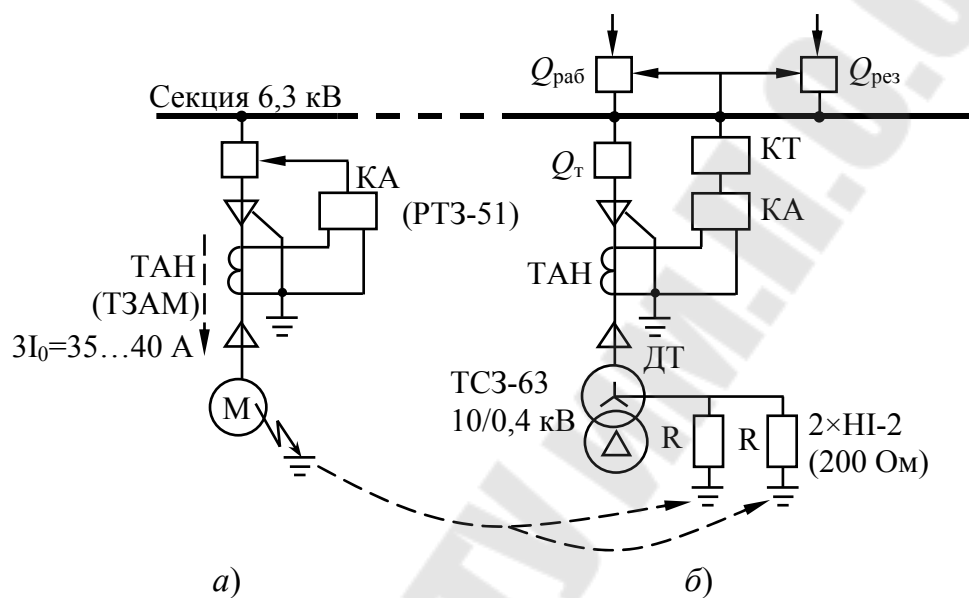 Qраб
Qрез
Секция 6,3 кВ
КА
(РТЗ-51)
Qт
КТ
КА
ТАН
(ТЗАМ)
3I0=35…40 А
ТАН
М
ДТ
ТСЗ-63
10/0,4 кВ
R
R
2×НI-2
(200 Ом)
а)
б)